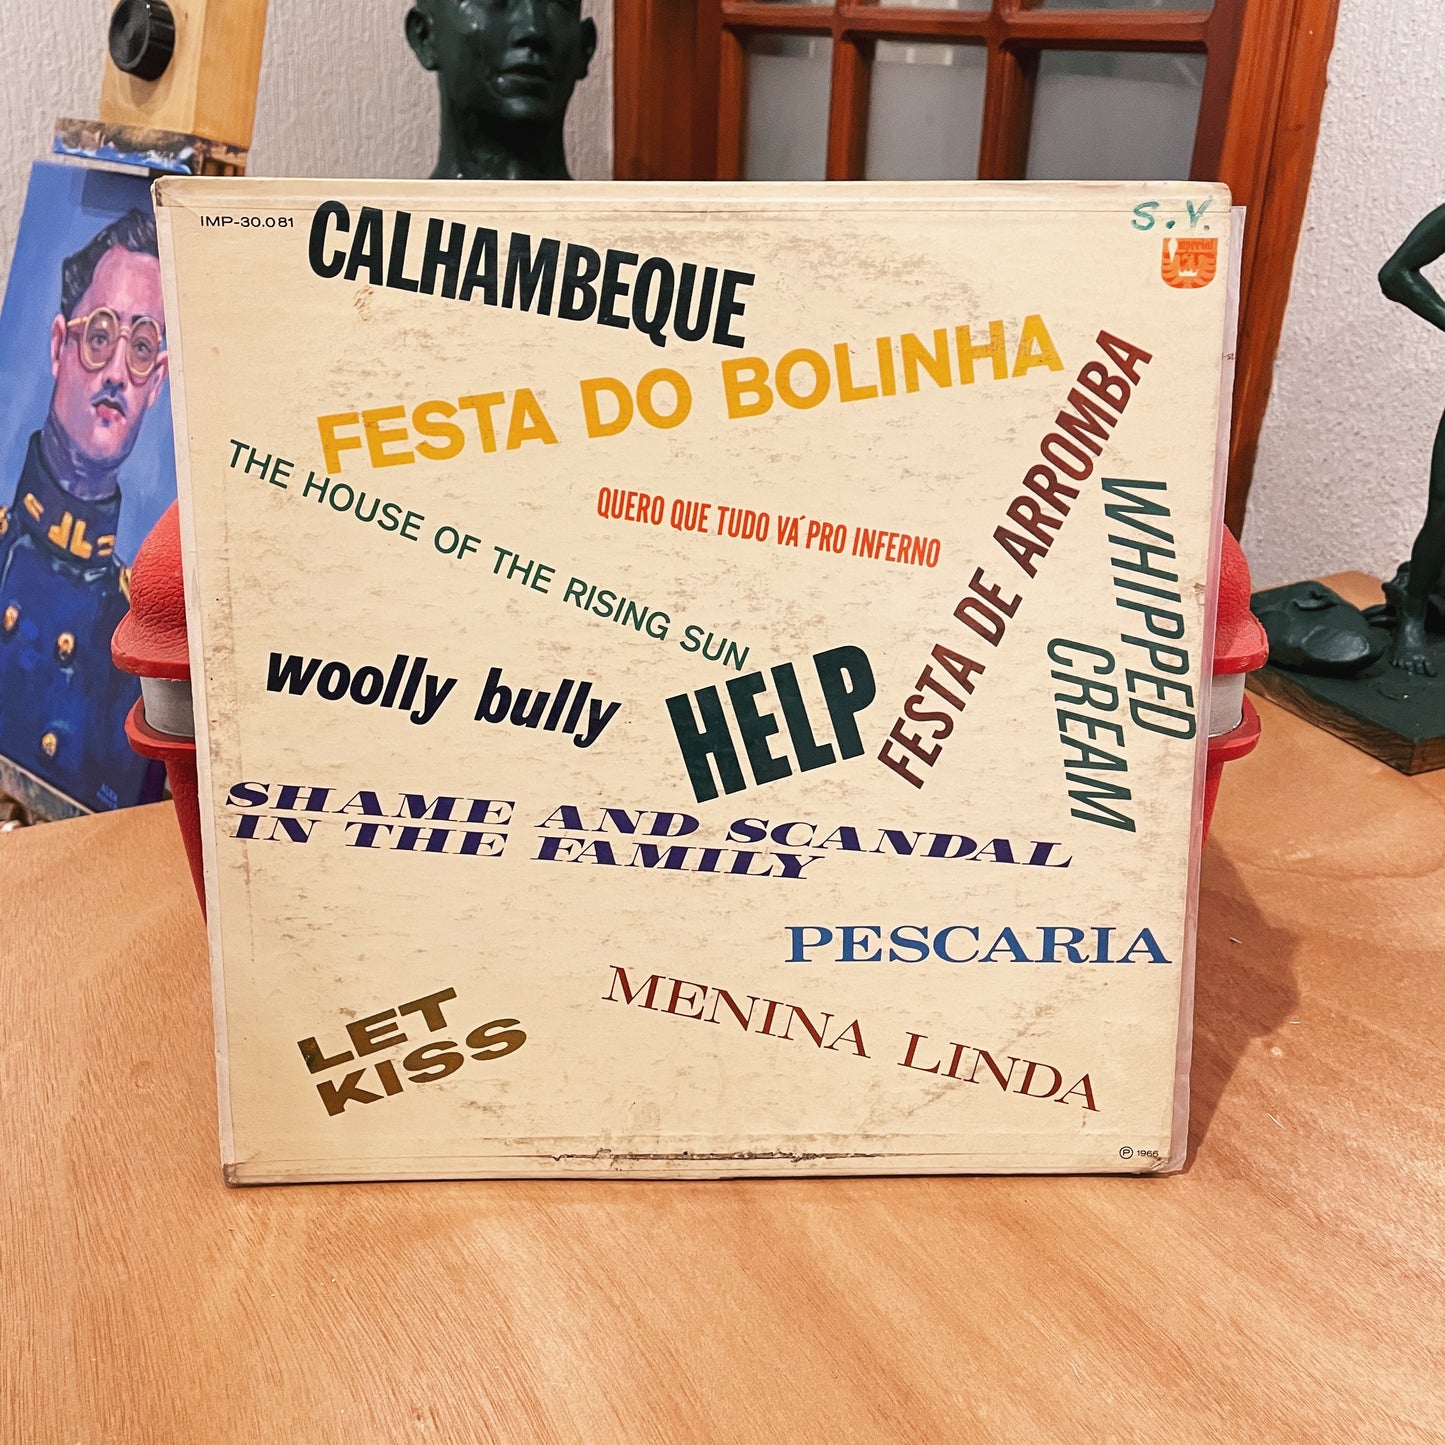 IMP-30.081
S.V.
Imperial
CALHAMBEQUE
FESTA DO BOLINHA
THE HOUSE OF THE RISING SUN
QUERO QUE TUDO VÁ PRO INFERNO
FESTA DE ARROMBA
WHIPPED
CREAM
woolly bully
HELP
SHAME AND SCANDAL
IN THE FAMILY
PESCARIA
MENINA LINDA
LET
KISS
Ⓟ 1966